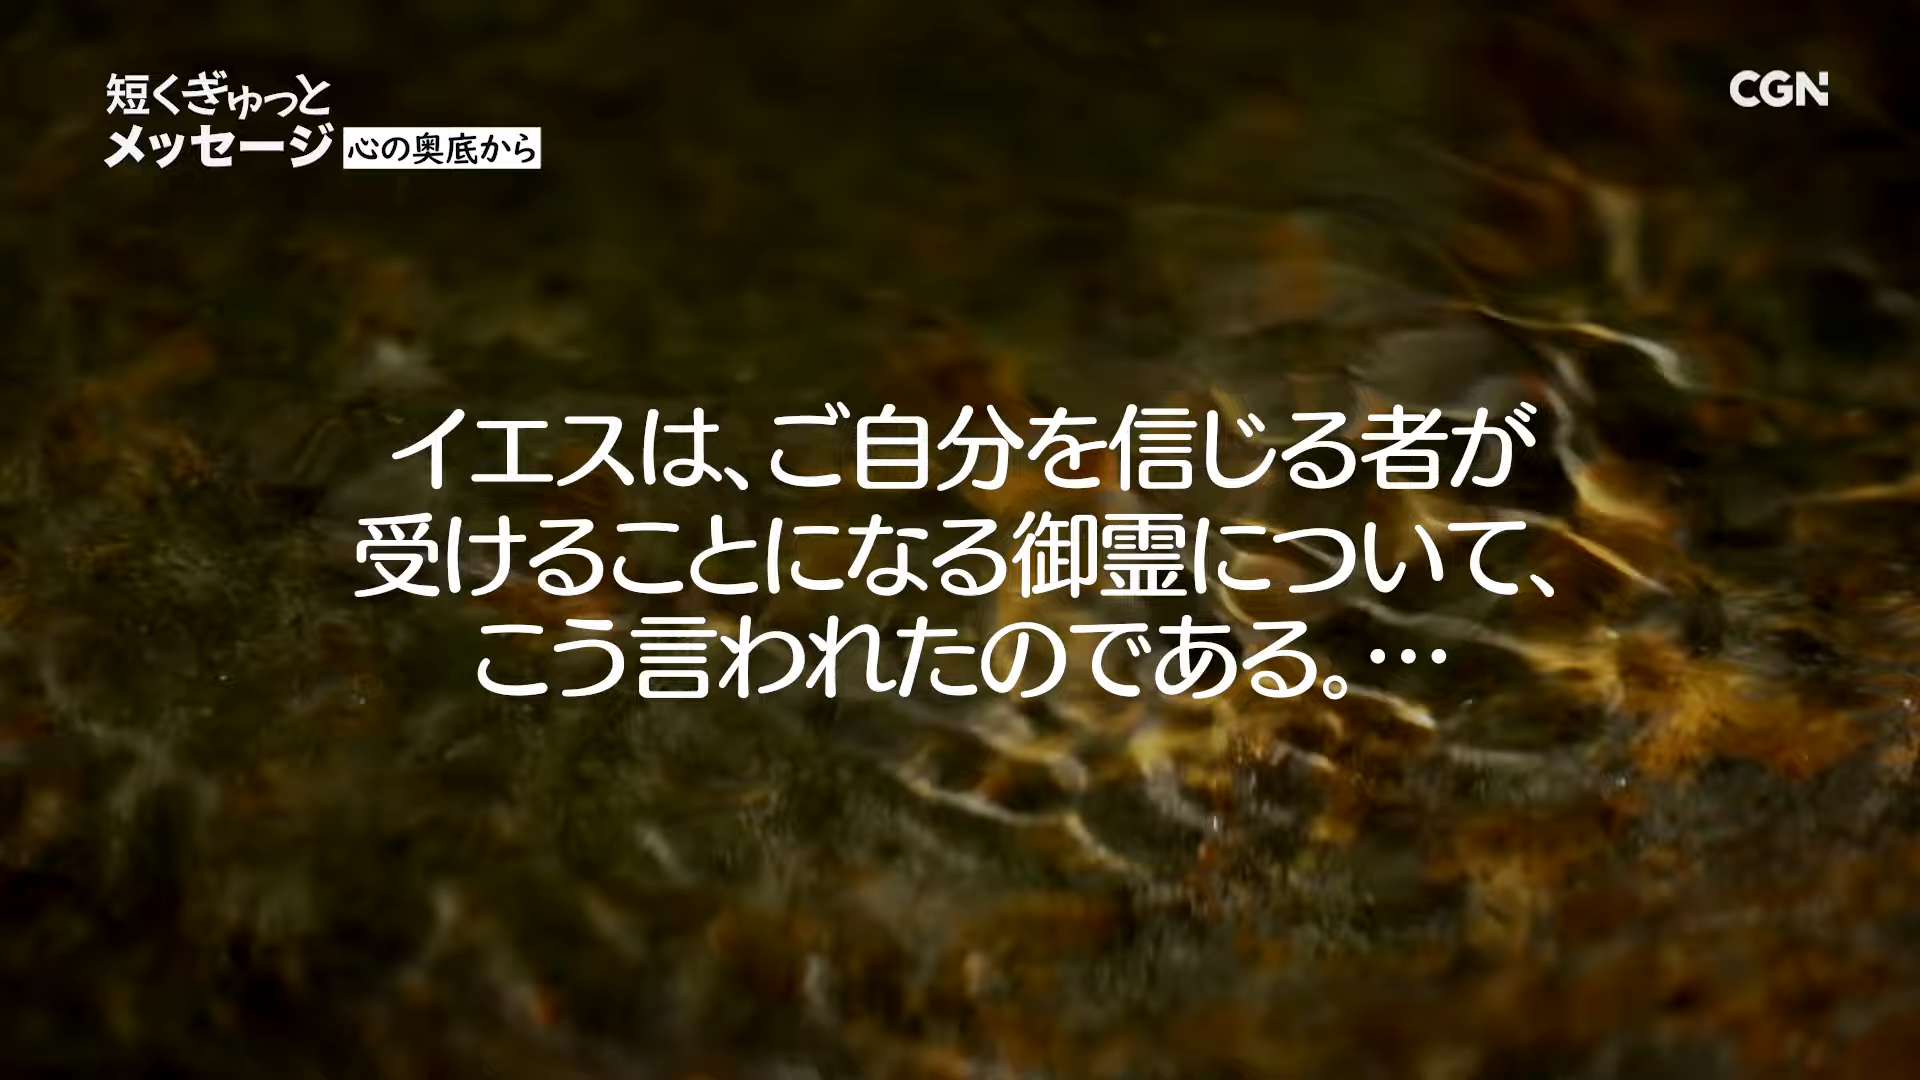 短くぎゅっと
メッセージ 心の奥底から
CGN
イエスは、ご自分を信じる者が
受けることになる御霊について、
こう言われたのである。…